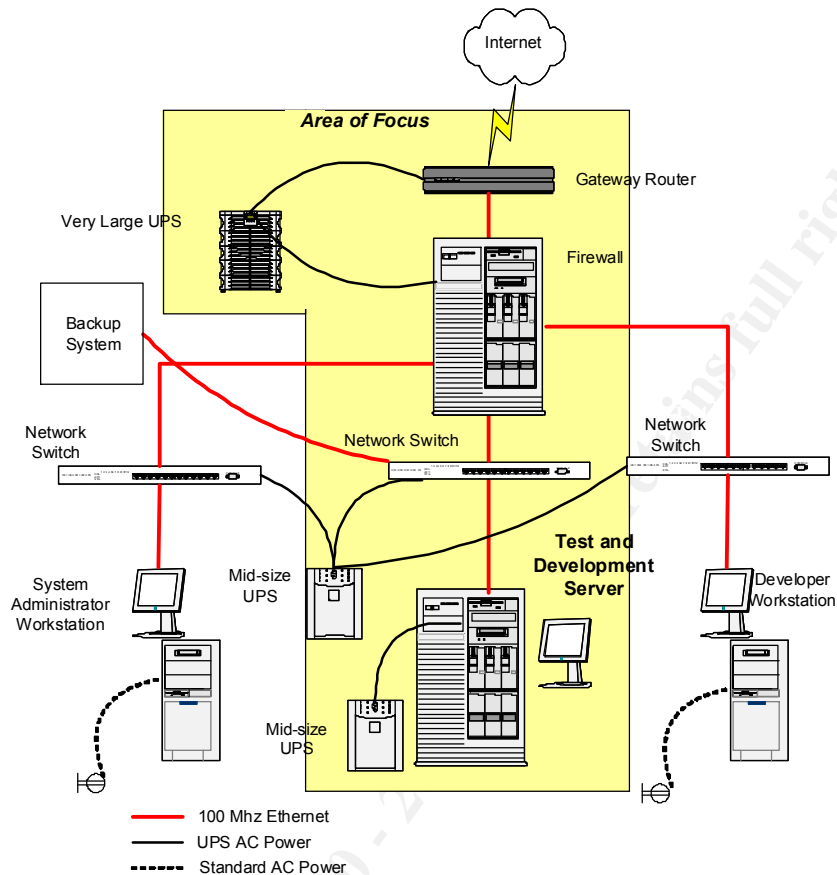 Internet
Area of Focus
Gateway Router
Very Large UPS
Firewall
Backup
System
Network
Switch
Network Switch
Network
Switch
Test and
Development
Server
Mid-size
UPS
System
Administrator
Workstation
Developer
Workstation
Mid-size
UPS
100 Mhz Ethernet
UPS AC Power
Standard AC Power